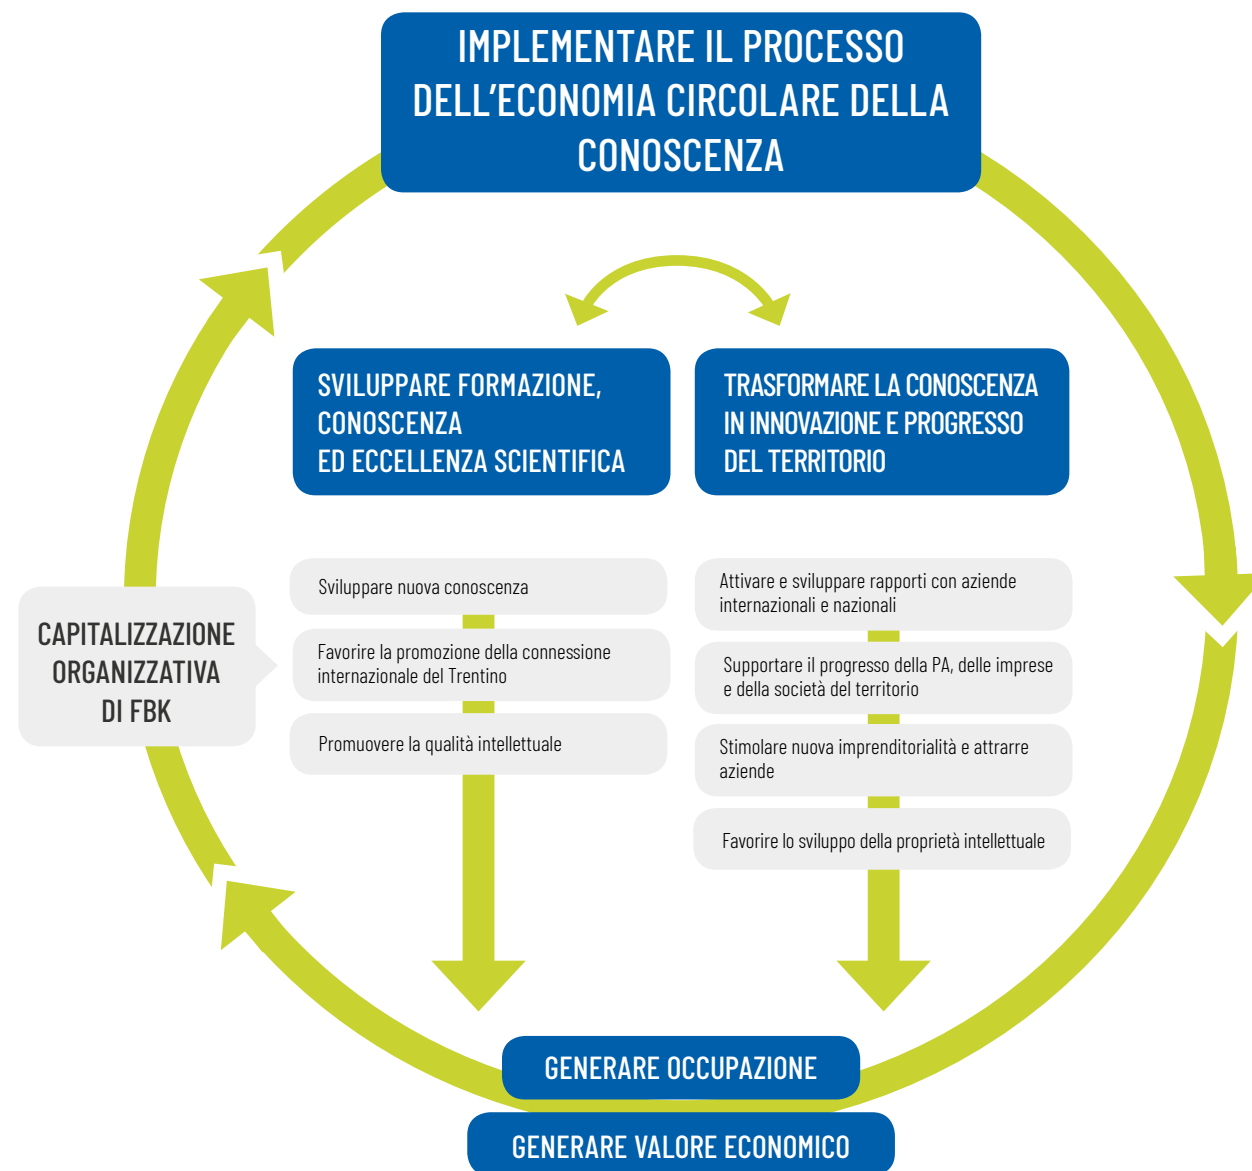 IMPLEMENTARE IL PROCESSO
DELL'ECONOMIA CIRCOLARE DELLA
CONOSCENZA
SVILUPPARE FORMAZIONE,
CONOSCENZA
ED ECCELLENZA SCIENTIFICA
TRASFORMARE LA CONOSCENZA
IN INNOVAZIONE E PROGRESSO
DEL TERRITORIO
CAPITALIZZAZIONE
ORGANIZZATIVA
DI FBK
Sviluppare nuova conoscenza
Favorire la promozione della connessione
internazionale del Trentino
Promuovere la qualità intellettuale
Attivare e sviluppare rapporti con aziende
internazionali e nazionali
Supportare il progresso della PA, delle imprese
e della società del territorio
Stimolare nuova imprenditorialità e attrarre
aziende
Favorire lo sviluppo della proprietà intellettuale
GENERARE OCCUPAZIONE
GENERARE VALORE ECONOMICO